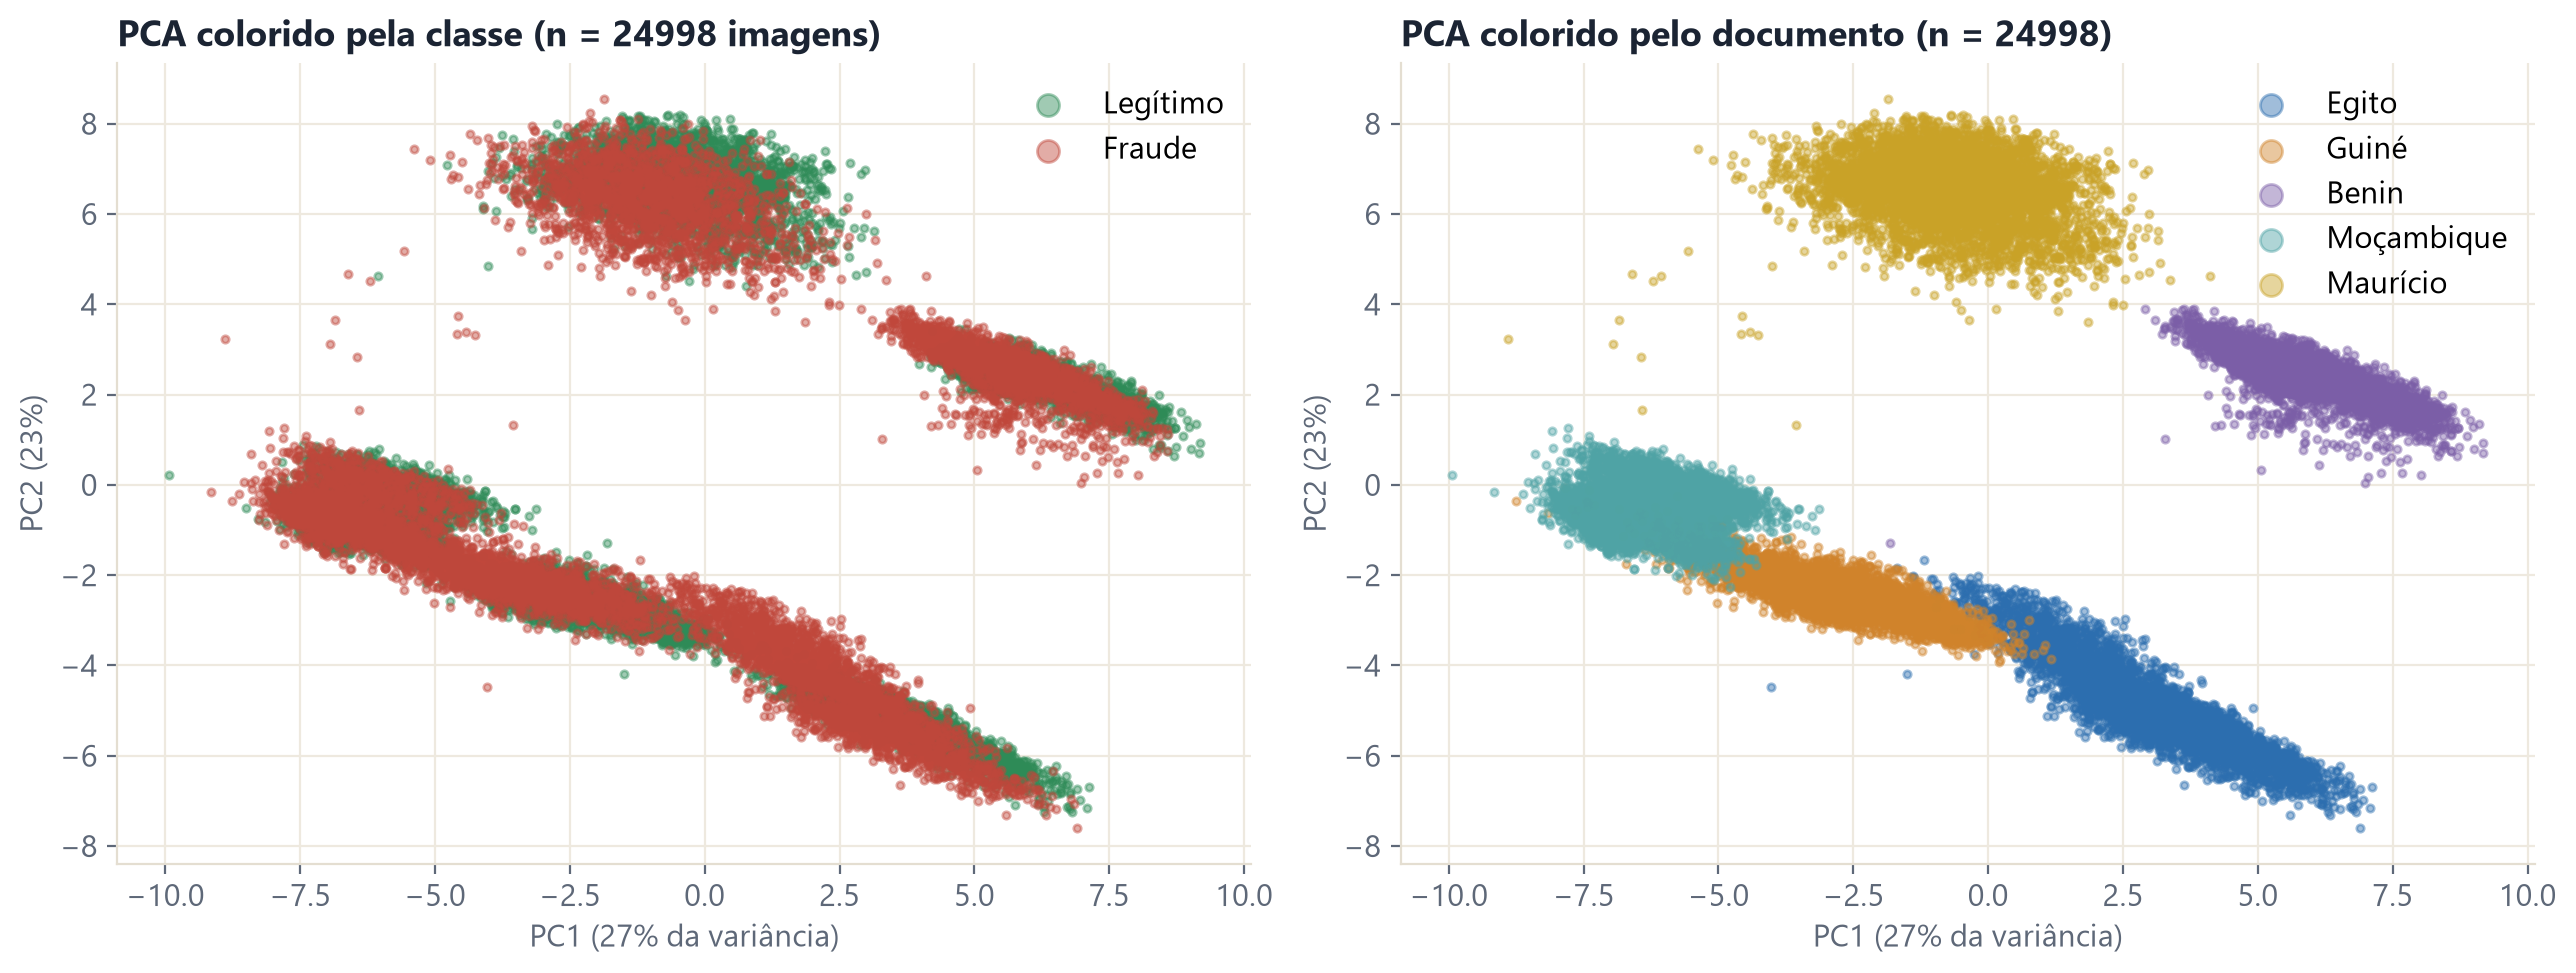 PCA colorido pela classe (n = 24998 imagens)
Legítimo
Fraude
8
6
4
2
0
−2
−4
−6
−8
PC2 (23%)
−10.0 −7.5 −5.0 −2.5 0.0 2.5 5.0 7.5 10.0
PC1 (27% da variância)
PCA colorido pelo documento (n = 24998)
Egito
Guiné
Benin
Moçambique
Maurício
8
6
4
2
0
−2
−4
−6
−8
PC2 (23%)
−10.0 −7.5 −5.0 −2.5 0.0 2.5 5.0 7.5 10.0
PC1 (27% da variância)